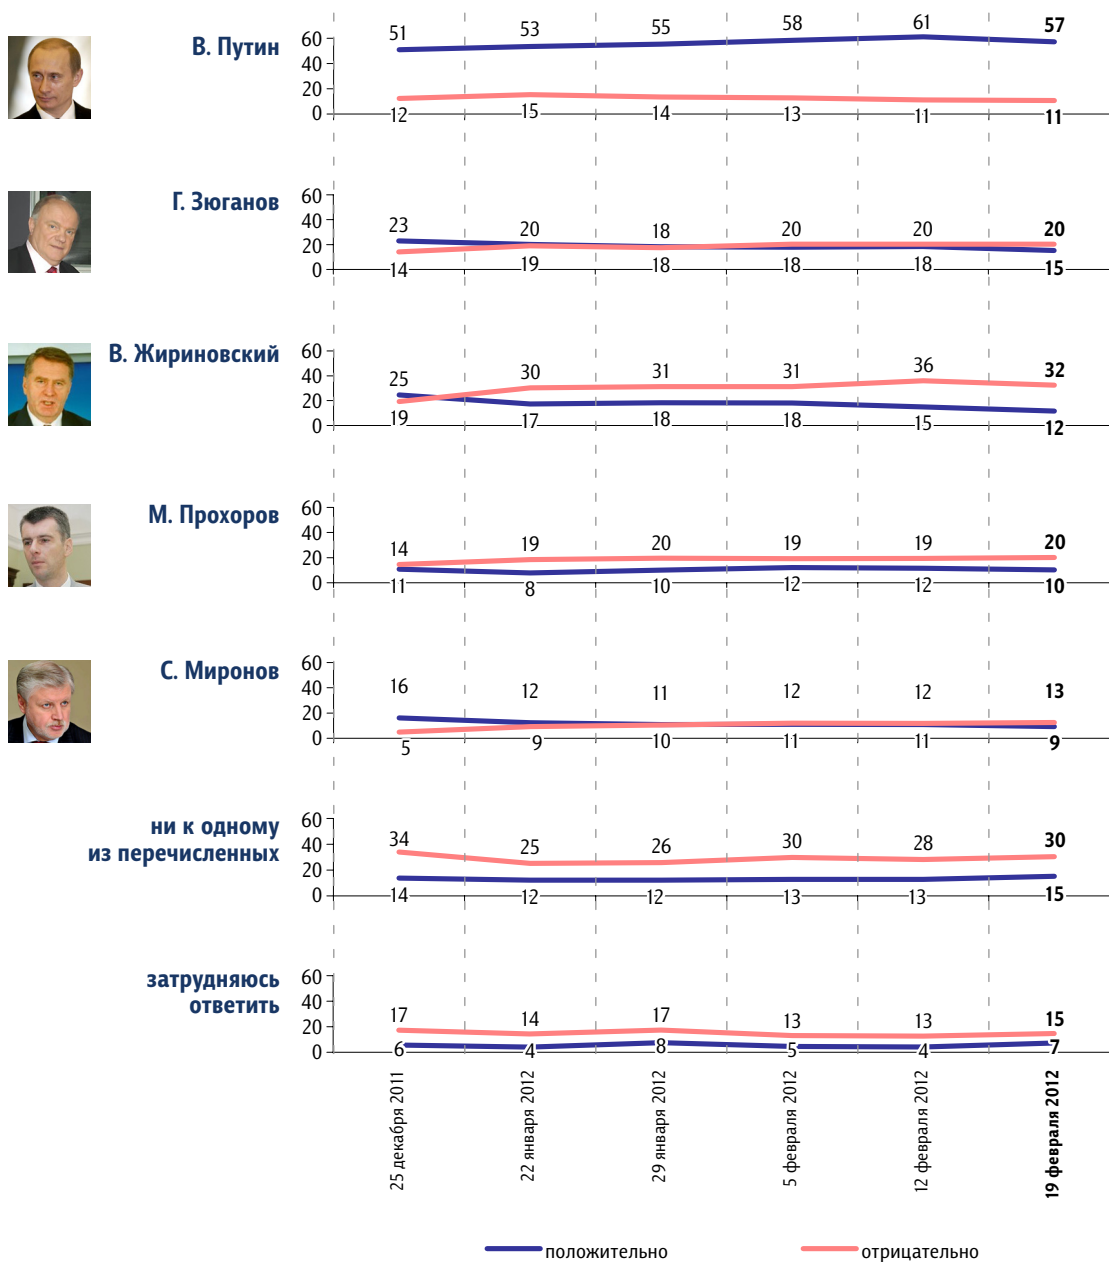 51 53 55 58 61 57
В. Путин
60
40
20
0
12 15 14 13 11 11
Г. Зюганов
60
40
20
0
23 20 18 20 20 20
14 19 18 18 18 15
В. Жириновский
60
40
20
0
25 30 31 31 36 32
19 17 18 18 15 12
М. Прохоров
60
40
20
0
14 19 20 19 19 20
11 8 10 12 12 10
С. Миронов
60
40
20
0
16 12 11 12 12 13
5 9 10 11 11 9
ни к одному
из перечисленных
60
40
20
0
34 25 26 30 28 30
14 12 12 13 13 15
затрудняюсь
ответить
60
40
20
0
17 14 17 13 13 15
6 4 8 5 4 7
25 декабря 2011
22 января 2012
29 января 2012
5 февраля 2012
12 февраля 2012
19 февраля 2012
положительно отрицательно